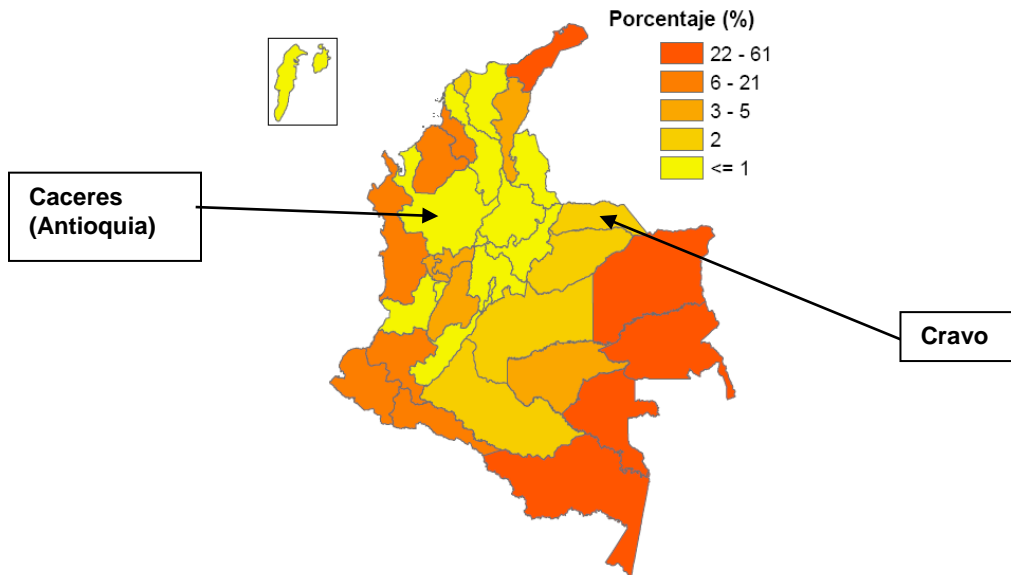 Porcentaje (%)
22 - 61
6 - 21
3 - 5
2
<= 1
Caceres
(Antioquia)
Cravo